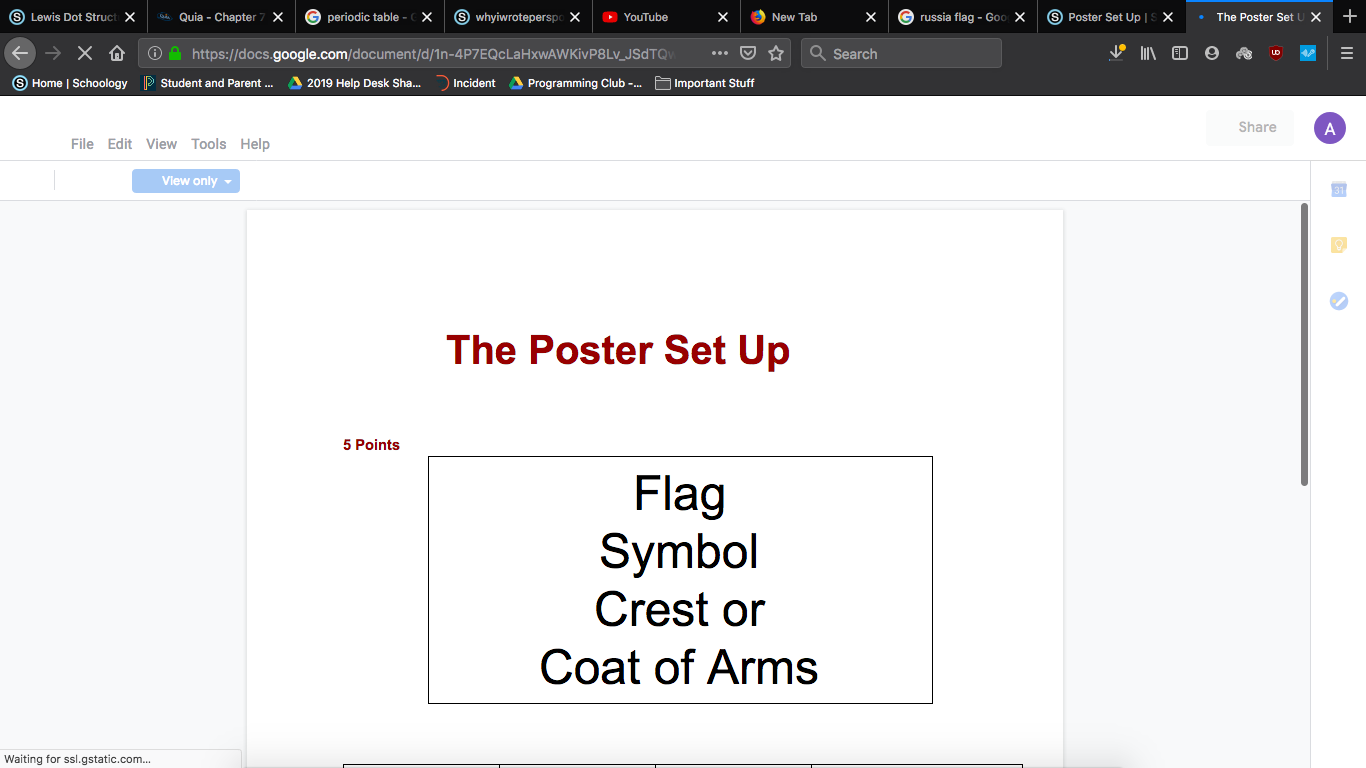 Lewis Dot Struct
Quia - Chapter 7
periodic table - G
whyiwrotepersp
YouTube
New Tab
russia flag - Goo
Poster Set Up | S
The Poster Set U
https://docs.google.com/document/d/1n-4P7EQcLaHxwAWKivP8Lv_JSdTQw
Search
Home | Schoology
Student and Parent ...
2019 Help Desk Sha...
Incident
Programming Club -...
Important Stuff
File Edit View Tools Help
Share
A
View only
31
The Poster Set Up
5 Points
Flag
Symbol
Crest or
Coat of Arms
Waiting for ssl.gstatic.com...